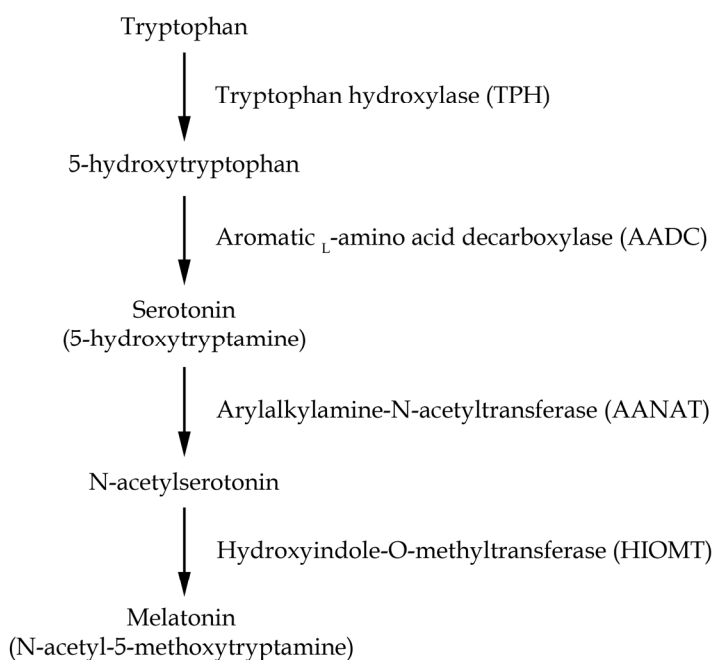 Tryptophan
Tryptophan hydroxylase (TPH)
5-hydroxytryptophan
Aromatic L-amino acid decarboxylase (AADC)
Serotonin
(5-hydroxytryptamine)
Arylalkylamine-N-acetyltransferase (AANAT)
N-acetylserotonin
Hydroxyindole-O-methyltransferase (HIOMT)
Melatonin
(N-acetyl-5-methoxytryptamine)